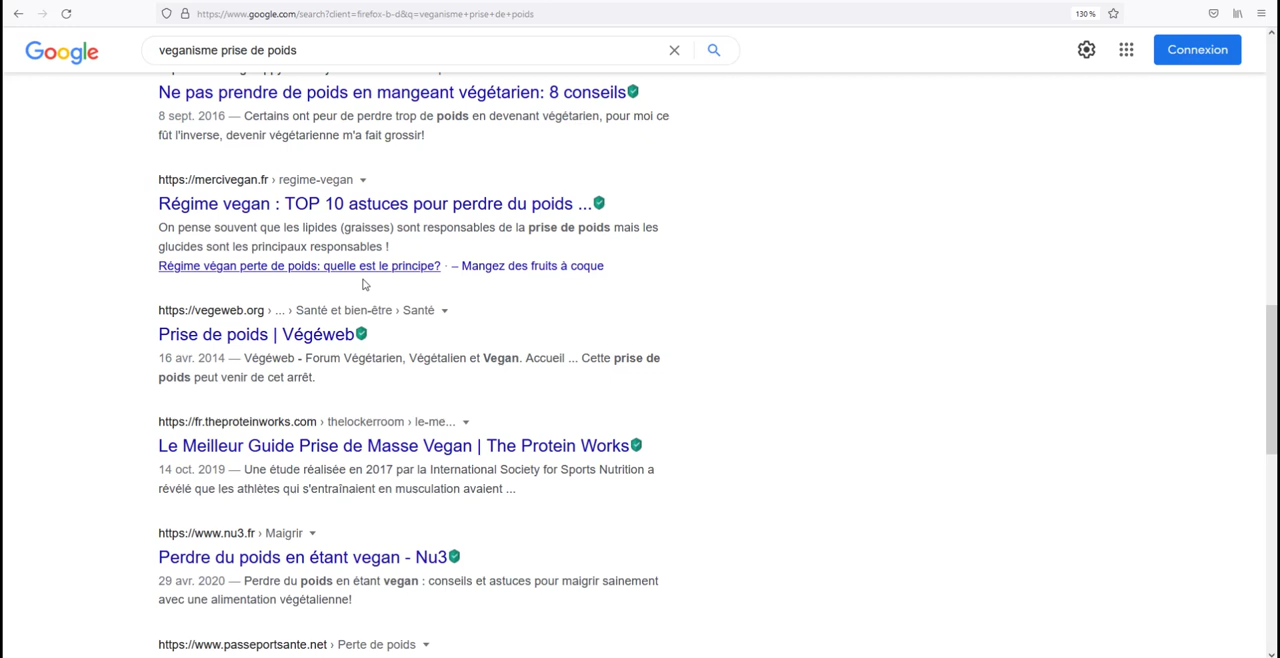 https://www.google.com/search?client=firefox-b-d&q=veganisme+prise+de+poids
130 %
Google
veganisme prise de poids
Connexion
Ne pas prendre de poids en mangeant végétarien: 8 conseils
8 sept. 2016 — Certains ont peur de perdre trop de poids en devenant végétarien, pour moi ce
fût l'inverse, devenir végétarienne m'a fait grossir!
https://mercivegan.fr › regime-vegan
Régime vegan : TOP 10 astuces pour perdre du poids ...
On pense souvent que les lipides (graisses) sont responsables de la prise de poids mais les
glucides sont les principaux responsables !
Régime végan perte de poids: quelle est le principe? · – Mangez des fruits à coque
https://vegeweb.org › ... › Santé et bien-être › Santé
Prise de poids | Végéweb
16 avr. 2014 — Végéweb - Forum Végétarien, Végétalien et Vegan. Accueil ... Cette prise de
poids peut venir de cet arrêt.
https://fr.theproteinworks.com › thelockerroom › le-me...
Le Meilleur Guide Prise de Masse Vegan | The Protein Works
14 oct. 2019 — Une étude réalisée en 2017 par la International Society for Sports Nutrition a
révélé que les athlètes qui s'entraînaient en musculation avaient ...
https://www.nu3.fr › Maigrir
Perdre du poids en étant vegan - Nu3
29 avr. 2020 — Perdre du poids en étant vegan : conseils et astuces pour maigrir sainement
avec une alimentation végétalienne!
https://www.passeportsante.net › Perte de poids